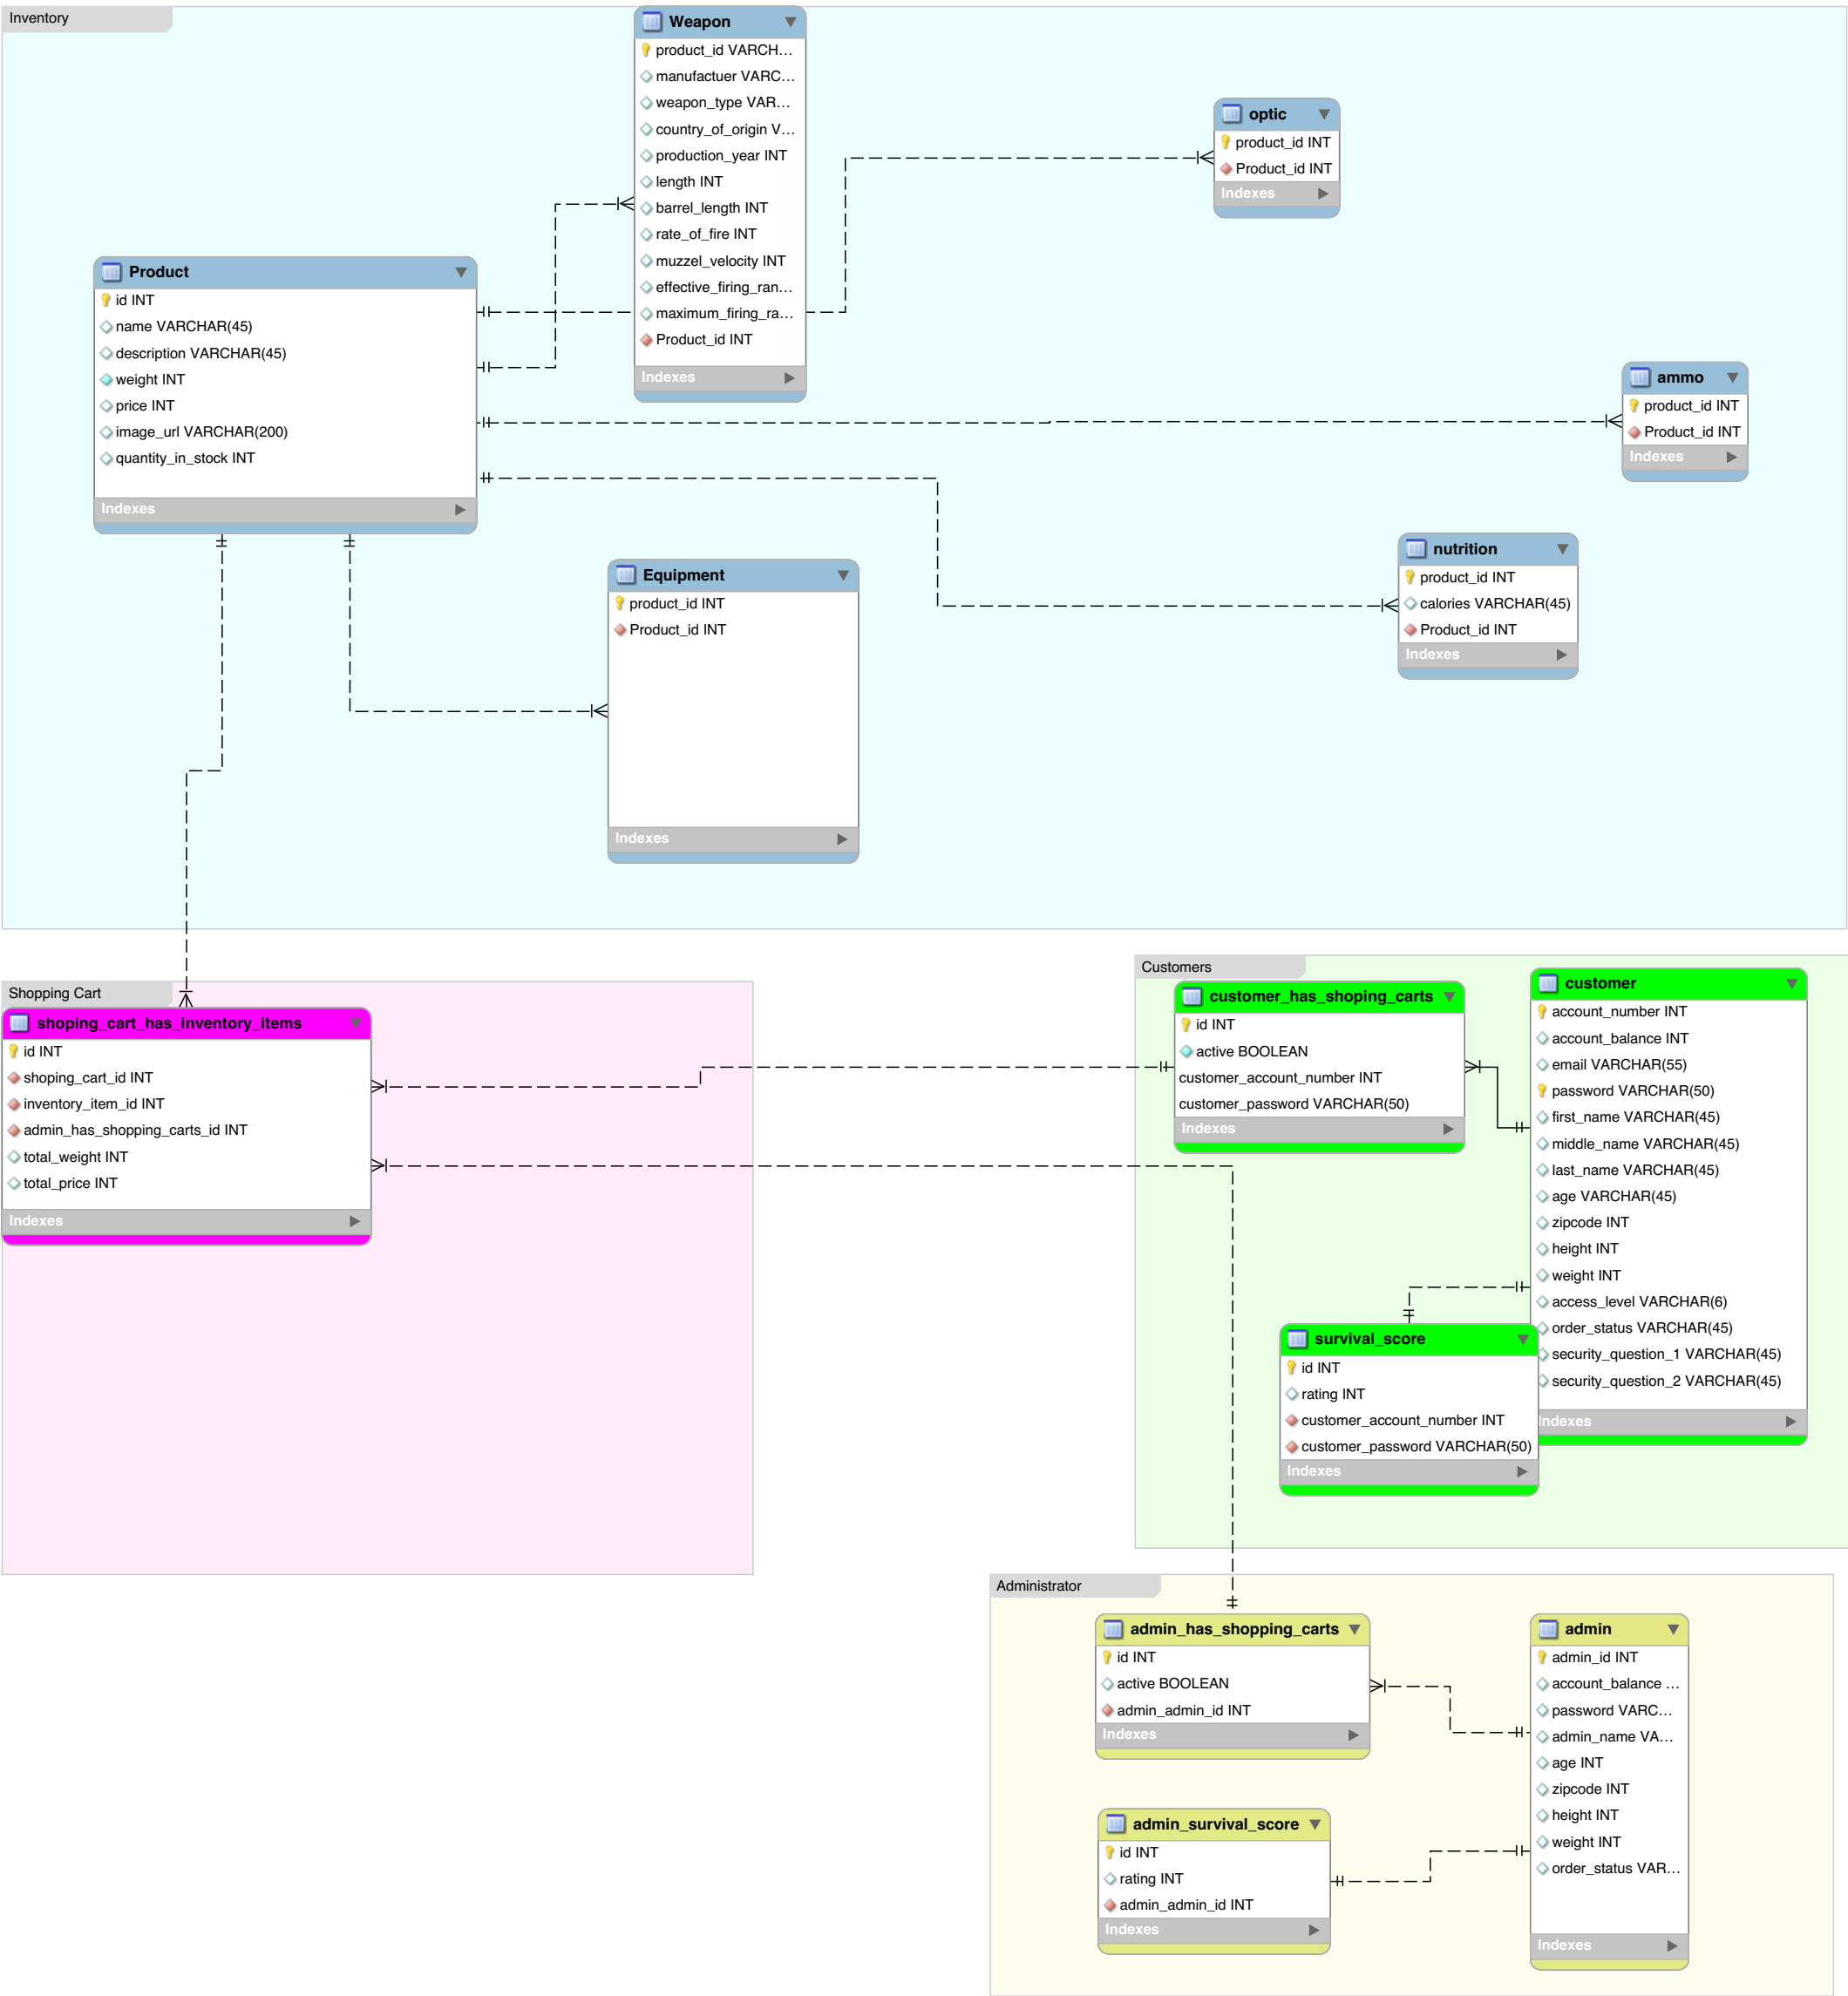 Inventory
Weapon
product_id VARCH...
manufactuer VARC...
weapon_type VAR...
country_of_origin V...
production_year INT
length INT
barrel_length INT
rate_of_fire INT
muzzel_velocity INT
effective_firing_ran...
maximum_firing_ra...
Product_id INT
Indexes
optic
product_id INT
Product_id INT
Indexes
Product
id INT
name VARCHAR(45)
description VARCHAR(45)
weight INT
price INT
image_url VARCHAR(200)
quantity_in_stock INT
Indexes
ammo
product_id INT
Product_id INT
Indexes
nutrition
product_id INT
calories VARCHAR(45)
Product_id INT
Indexes
Equipment
product_id INT
Product_id INT
Indexes
Shopping Cart
shoping_cart_has_inventory_items
id INT
shoping_cart_id INT
inventory_item_id INT
admin_has_shopping_carts_id INT
total_weight INT
total_price INT
Indexes
Customers
customer_has_shoping_carts
id INT
active BOOLEAN
customer_account_number INT
customer_password VARCHAR(50)
Indexes
customer
account_number INT
account_balance INT
email VARCHAR(55)
password VARCHAR(50)
first_name VARCHAR(45)
middle_name VARCHAR(45)
last_name VARCHAR(45)
age VARCHAR(45)
zipcode INT
height INT
weight INT
access_level VARCHAR(6)
order_status VARCHAR(45)
security_question_1 VARCHAR(45)
security_question_2 VARCHAR(45)
Indexes
survival_score
id INT
rating INT
customer_account_number INT
customer_password VARCHAR(50)
Indexes
Administrator
admin_has_shopping_carts
id INT
active BOOLEAN
admin_admin_id INT
Indexes
admin
admin_id INT
account_balance ...
password VARC...
admin_name VA...
age INT
zipcode INT
height INT
weight INT
order_status VAR...
Indexes
admin_survival_score
id INT
rating INT
admin_admin_id INT
Indexes